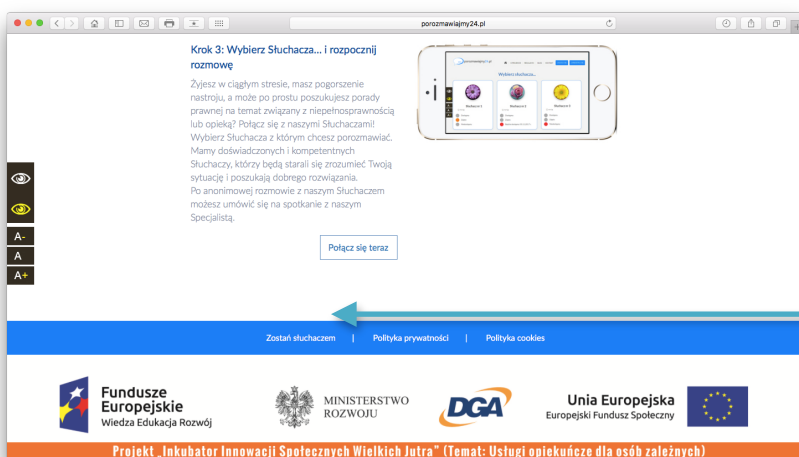 porozmawiajmy24.pl
Krok 3: Wybierz Słuchacza... i rozpocznij
rozmowę
Żyjesz w ciągłym stresie, masz pogorszenie
nastroju, a może po prostu poszukujesz porady
prawnej na temat związany z niepełnosprawnością
lub opieką? Połącz się z naszymi Słuchaczami!
Wybierz Słuchacza z którym chcesz porozmawiać.
Mamy doświadczonych i kompetentnych
Słuchaczy, którzy będą starali się zrozumieć Twoją
sytuację i poszukają dobrego rozwiązania.
Po anonimowej rozmowie z naszym Słuchaczem
możesz umówić się na spotkanie z naszym
Specjalistą.
Połącz się teraz
Wybierz słuchacza...
A-
A
A+
Zostań słuchaczem | Polityka prywatności | Polityka cookies
Fundusze
Europejskie
Wiedza Edukacja Rozwój
MINISTERSTWO
ROZWOJU
DGA
Unia Europejska
Europejski Fundusz Społeczny
Projekt „Inkubator Innowacji Społecznych Wielkich Jutra” (Temat: Usługi opiekuńcze dla osób zależnych)